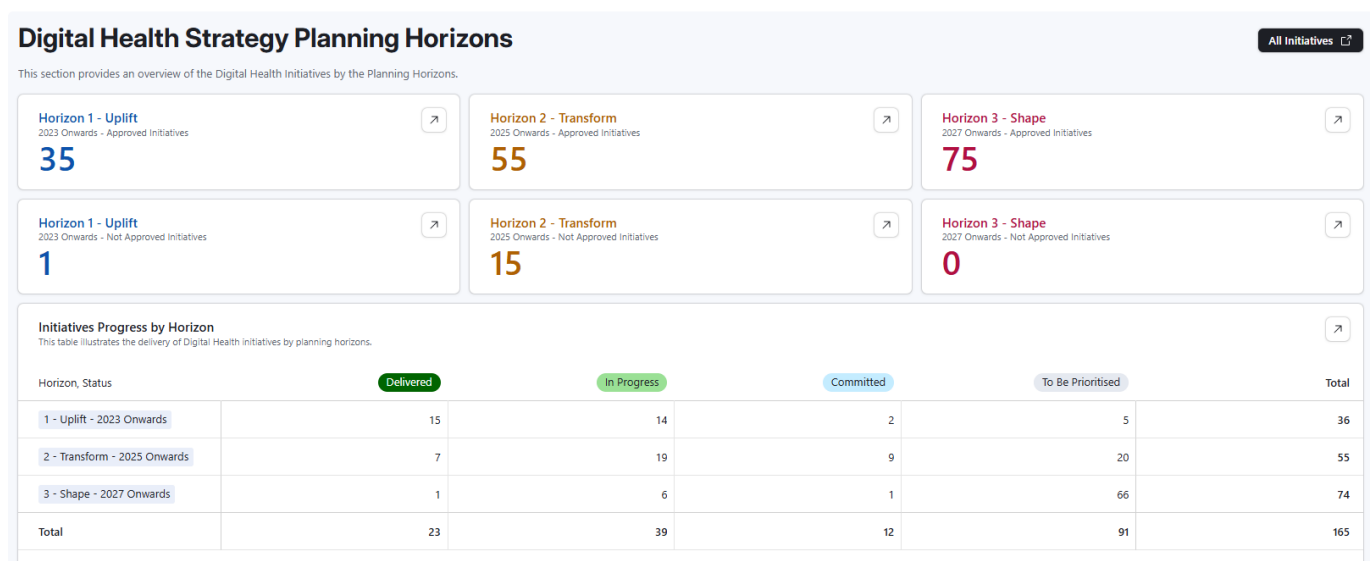 Digital Health Strategy Planning Horizons
All Initiatives
This section provides an overview of the Digital Health Initiatives by the Planning Horizons.
Horizon 1 - Uplift
2023 Onwards - Approved Initiatives
35
Horizon 2 - Transform
2025 Onwards - Approved Initiatives
55
Horizon 3 - Shape
2027 Onwards - Approved Initiatives
75
Horizon 1 - Uplift
2023 Onwards - Not Approved Initiatives
1
Horizon 2 - Transform
2025 Onwards - Not Approved Initiatives
15
Horizon 3 - Shape
2027 Onwards - Not Approved Initiatives
0
Initiatives Progress by Horizon
This table illustrates the delivery of Digital Health initiatives by planning horizons.
Horizon, Status Delivered In Progress Committed To Be Prioritised Total
1 - Uplift - 2023 Onwards 15 14 2 5 36
2 - Transform - 2025 Onwards 7 19 9 20 55
3 - Shape - 2027 Onwards 1 6 1 66 74
Total 23 39 12 91 165